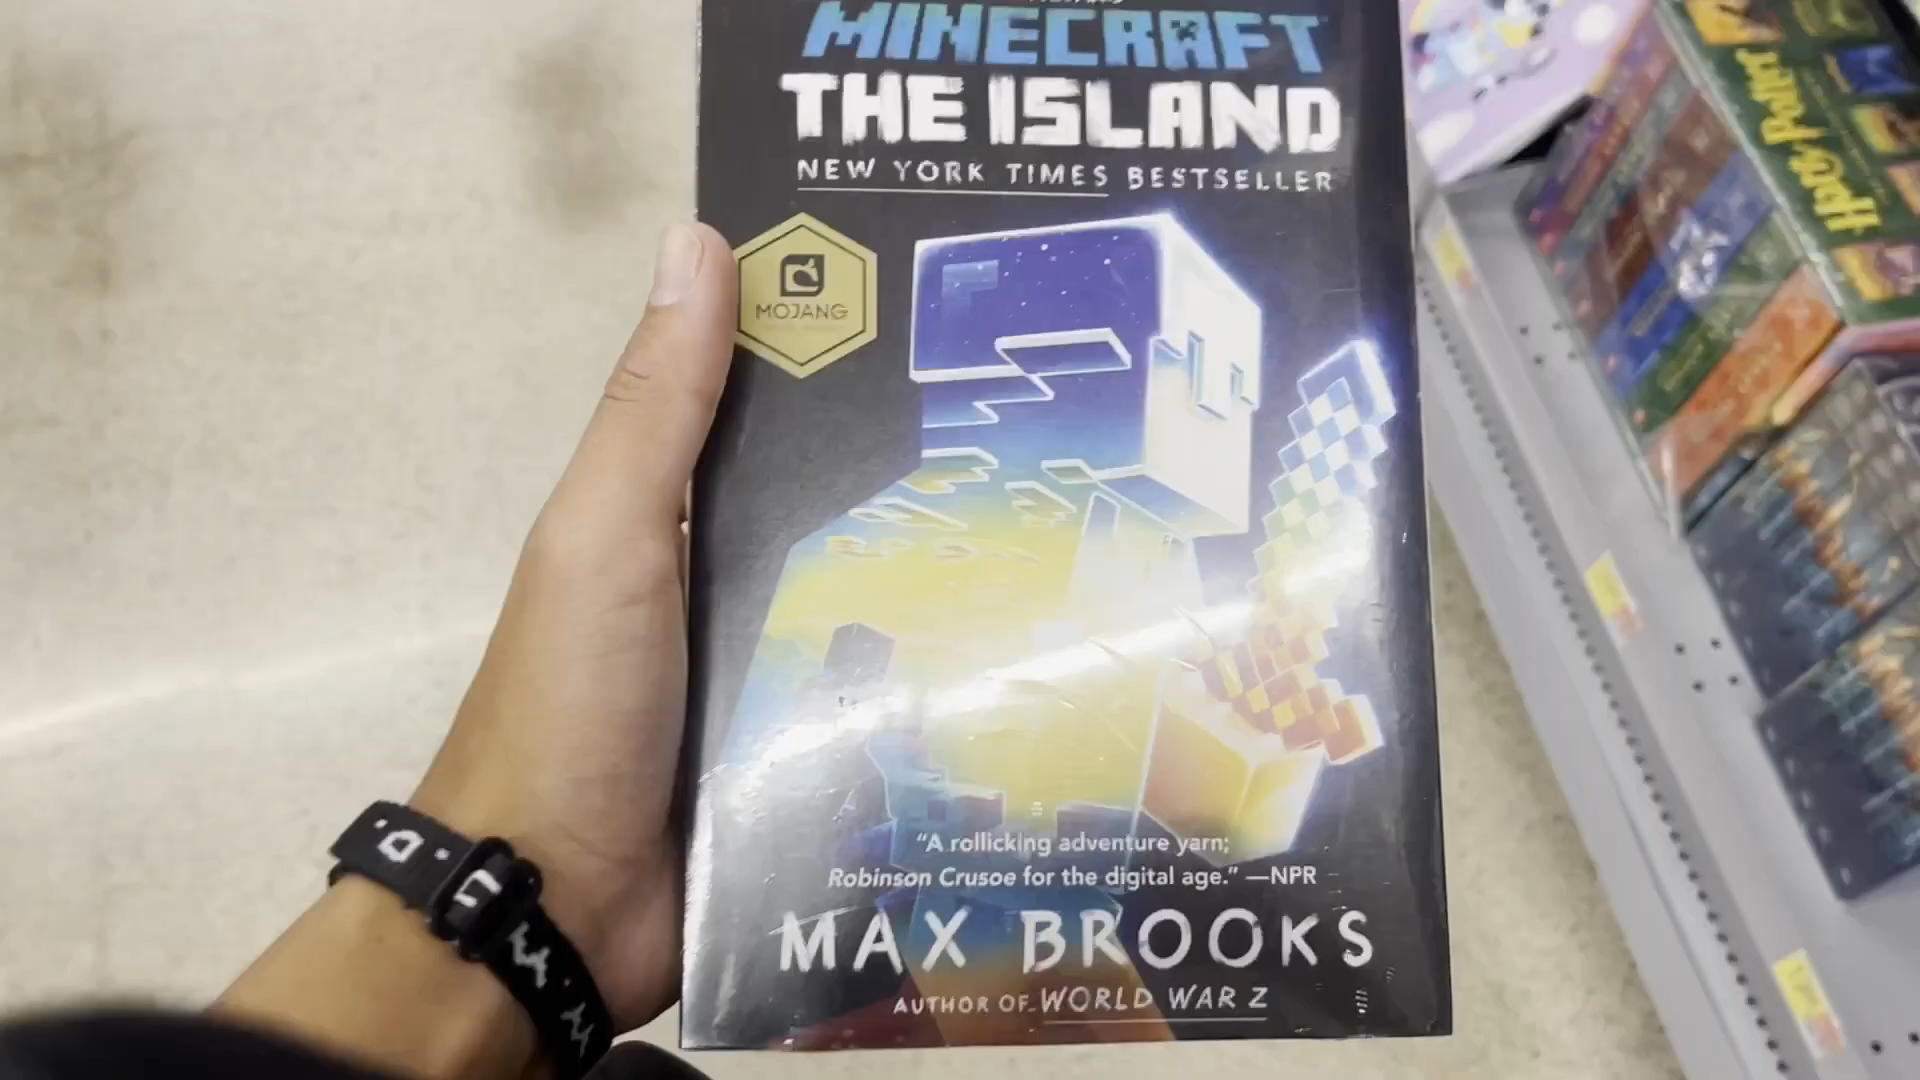 MINECRAFT
THE ISLAND
NEW YORK TIMES BESTSELLER
MOJANG
"A rollicking adventure yarn;
Robinson Crusoe for the digital age." —NPR
MAX BROOKS
AUTHOR OF WORLD WAR Z
Harry Potter